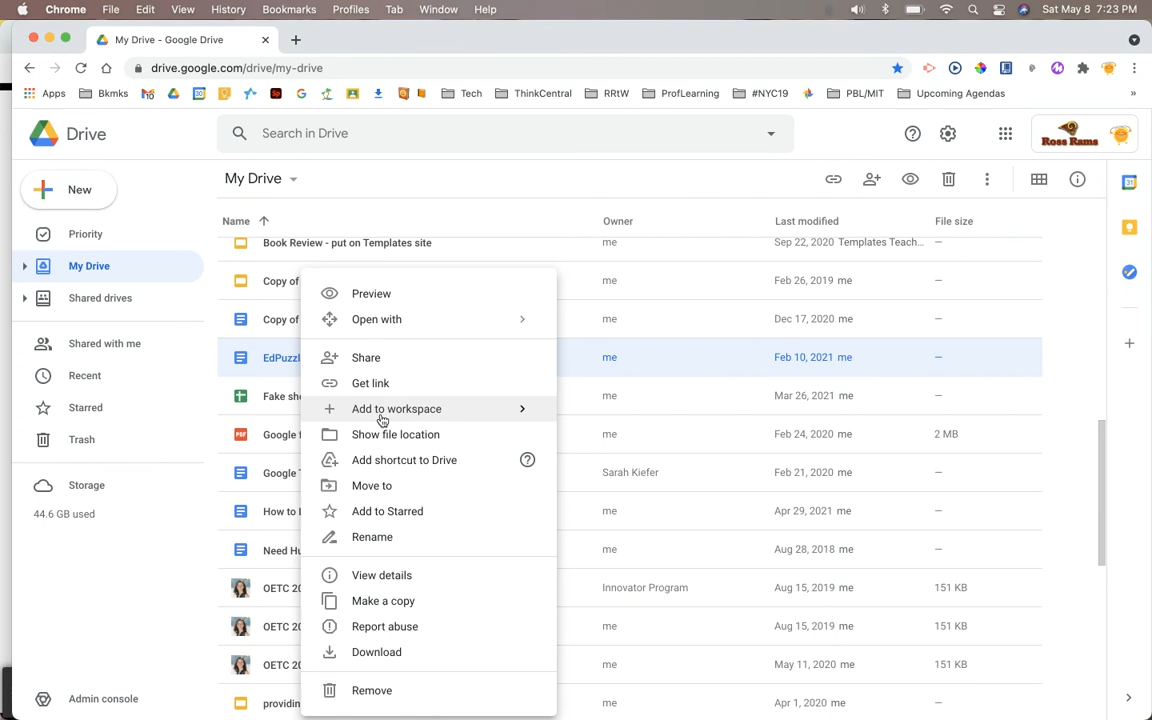 Chrome File Edit View History Bookmarks Profiles Tab Window Help Sat May 8 7:23 PM
My Drive - Google Drive
drive.google.com/drive/my-drive
Apps Bkmks Tech ThinkCentral RRtW ProfLearning #NYC19 PBL/MIT Upcoming Agendas »
Drive Search in Drive Ross Rams
New My Drive
Name Owner Last modified File size
Book Review - put on Templates site me Sep 22, 2020 Templates Teach... –
Priority
My Drive
Shared drives
Shared with me
Recent
Starred
Trash
Storage
44.6 GB used
Admin console
Copy of me Feb 26, 2019 me –
Copy of me Dec 17, 2020 me –
EdPuzzl me Feb 10, 2021 me –
Fake sh me Mar 26, 2021 me –
Google f me Feb 24, 2020 me 2 MB
Google Sarah Kiefer Feb 21, 2020 me –
How to me Apr 29, 2021 me –
Need Hu me Aug 28, 2018 me –
OETC 20 Innovator Program Aug 15, 2019 me 151 KB
OETC 20 me Aug 15, 2019 me 151 KB
OETC 20 me May 11, 2020 me 151 KB
providin me Apr 1, 2020 me –
Preview
Open with
Share
Get link
Add to workspace
Show file location
Add shortcut to Drive
Move to
Add to Starred
Rename
View details
Make a copy
Report abuse
Download
Remove